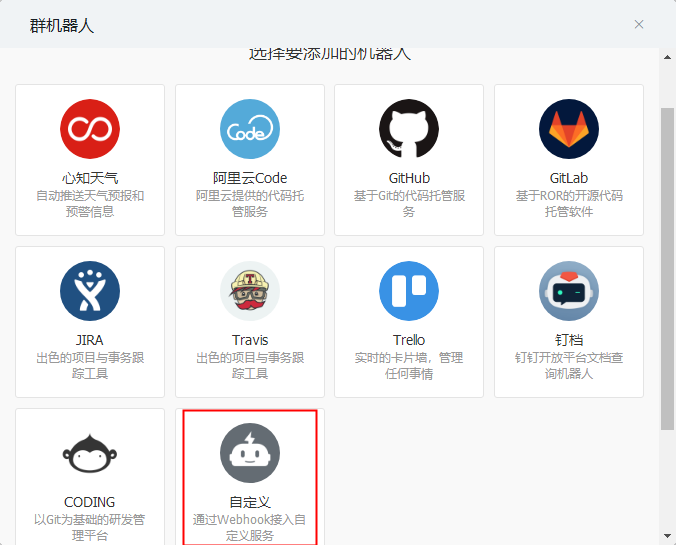 群机器人
选择要添加的机器人
心知天气
自动推送天气预报和
预警信息
阿里云Code
阿里云提供的代码托
管服务
GitHub
基于Git的代码托管服
务
GitLab
基于ROR的开源代码
托管软件
JIRA
出色的项目与事务跟
踪工具
Travis
出色的项目与事务跟
踪工具
Trello
实时的卡片墙，管理
任何事情
钉档
钉钉开放平台文档查
询机器人
CODING
以Git为基础的研发管
理平台
自定义
通过Webhook接入自
定义服务
Code
T